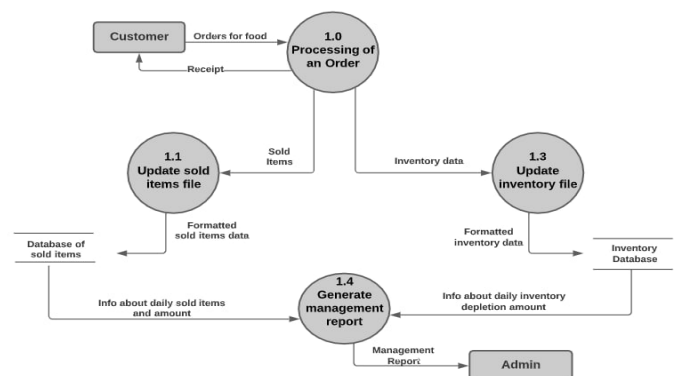 Customer
Orders for food
Receipt
1.0
Processing of
an Order
Sold
Items
Inventory data
1.1
Update sold
items file
1.3
Update
inventory file
Formatted
sold items data
Formatted
inventory data
Database of
sold items
Inventory
Database
1.4
Generate
management
report
Info about daily sold items
and amount
Info about daily inventory
depletion amount
Management
Report
Admin